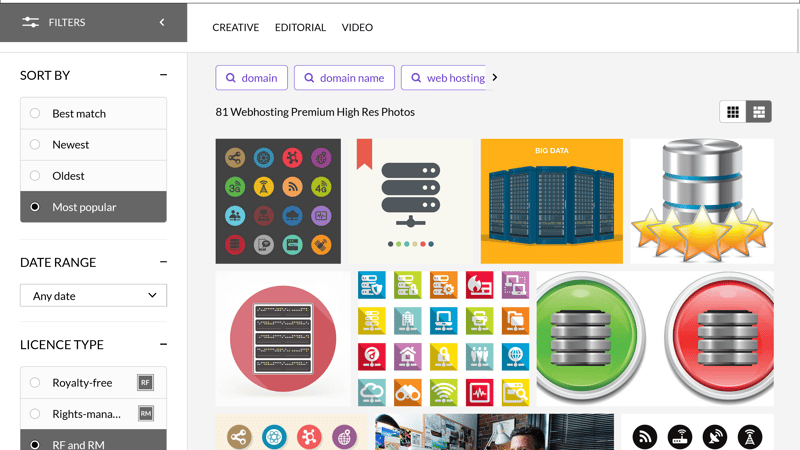 FILTERS
CREATIVE EDITORIAL VIDEO
SORT BY
Best match
Newest
Oldest
Most popular
DATE RANGE
Any date
LICENCE TYPE
Royalty-free RF
Rights-mana... RM
RF and RM
domain domain name web hosting
81 Webhosting Premium High Res Photos
3G 4G
BIG DATA